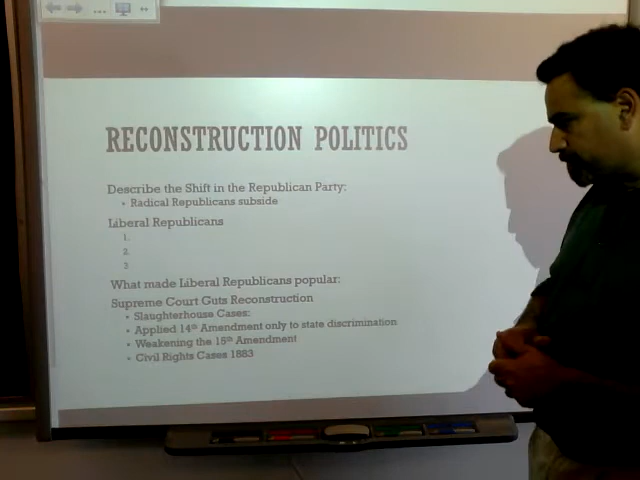 RECONSTRUCTION POLITICS
Describe the Shift in the Republican Party:
• Radical Republicans subside
Liberal Republicans
1.
2.
3
What made Liberal Republicans popular:
Supreme Court Guts Reconstruction
• Slaughterhouse Cases:
• Applied 14th Amendment only to state discrimination
• Weakening the 15th Amendment
• Civil Rights Cases 1883